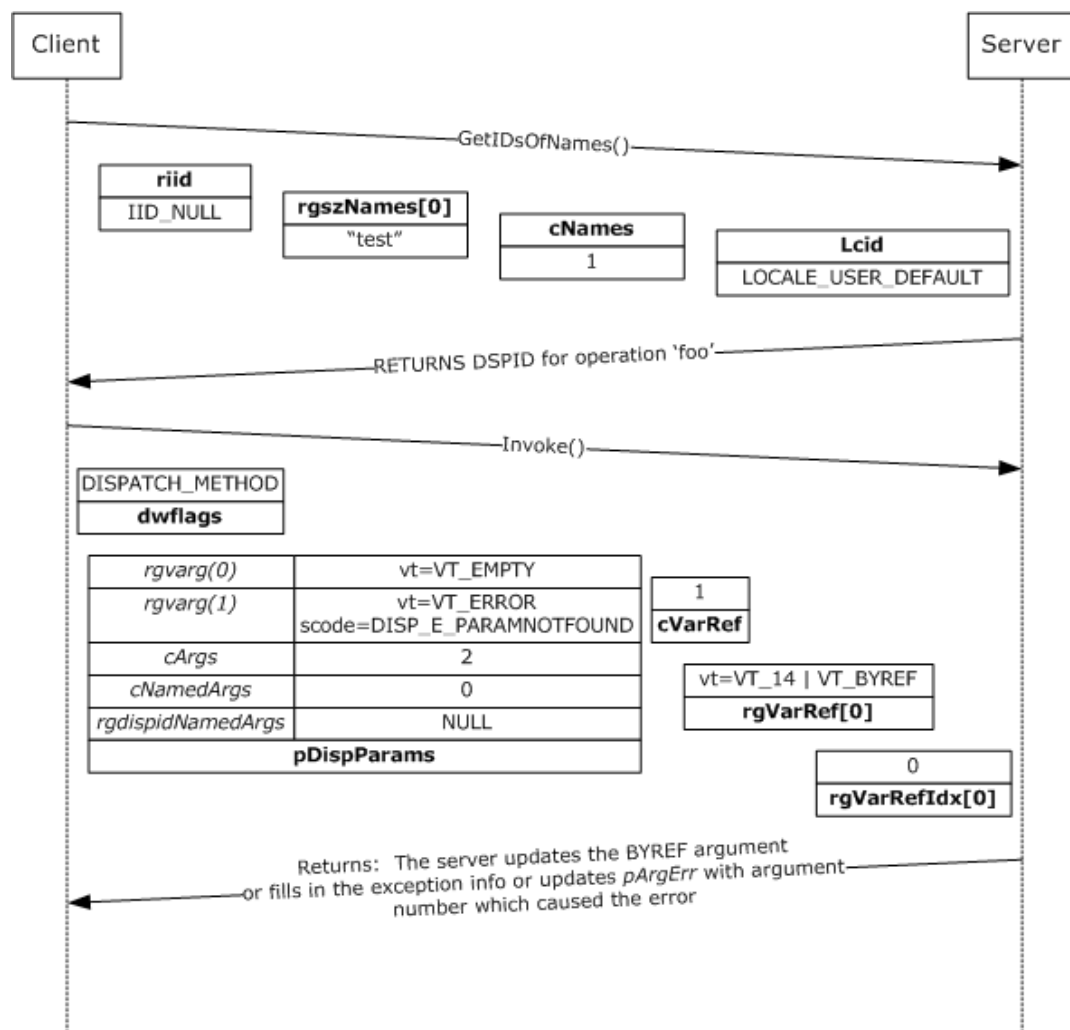 Client
Server
GetIDsOfNames()
riid
IID_NULL
rgszNames[0]
“test”
cNames
1
Lcid
LOCALE_USER_DEFAULT
RETURNS DSPID for operation ‘foo’
Invoke()
DISPATCH_METHOD
dwflags
rgvarg(0) vt=VT_EMPTY
rgvarg(1) vt=VT_ERROR
scode=DISP_E_PARAMNOTFOUND
cArgs 2
cNamedArgs 0
rgdispidNamedArgs NULL
pDispParams
1
cVarRef
vt=VT_14 | VT_BYREF
rgVarRef[0]
0
rgVarRefIdx[0]
Returns: The server updates the BYREF argument
or fills in the exception info or updates pArgErr with argument
number which caused the error